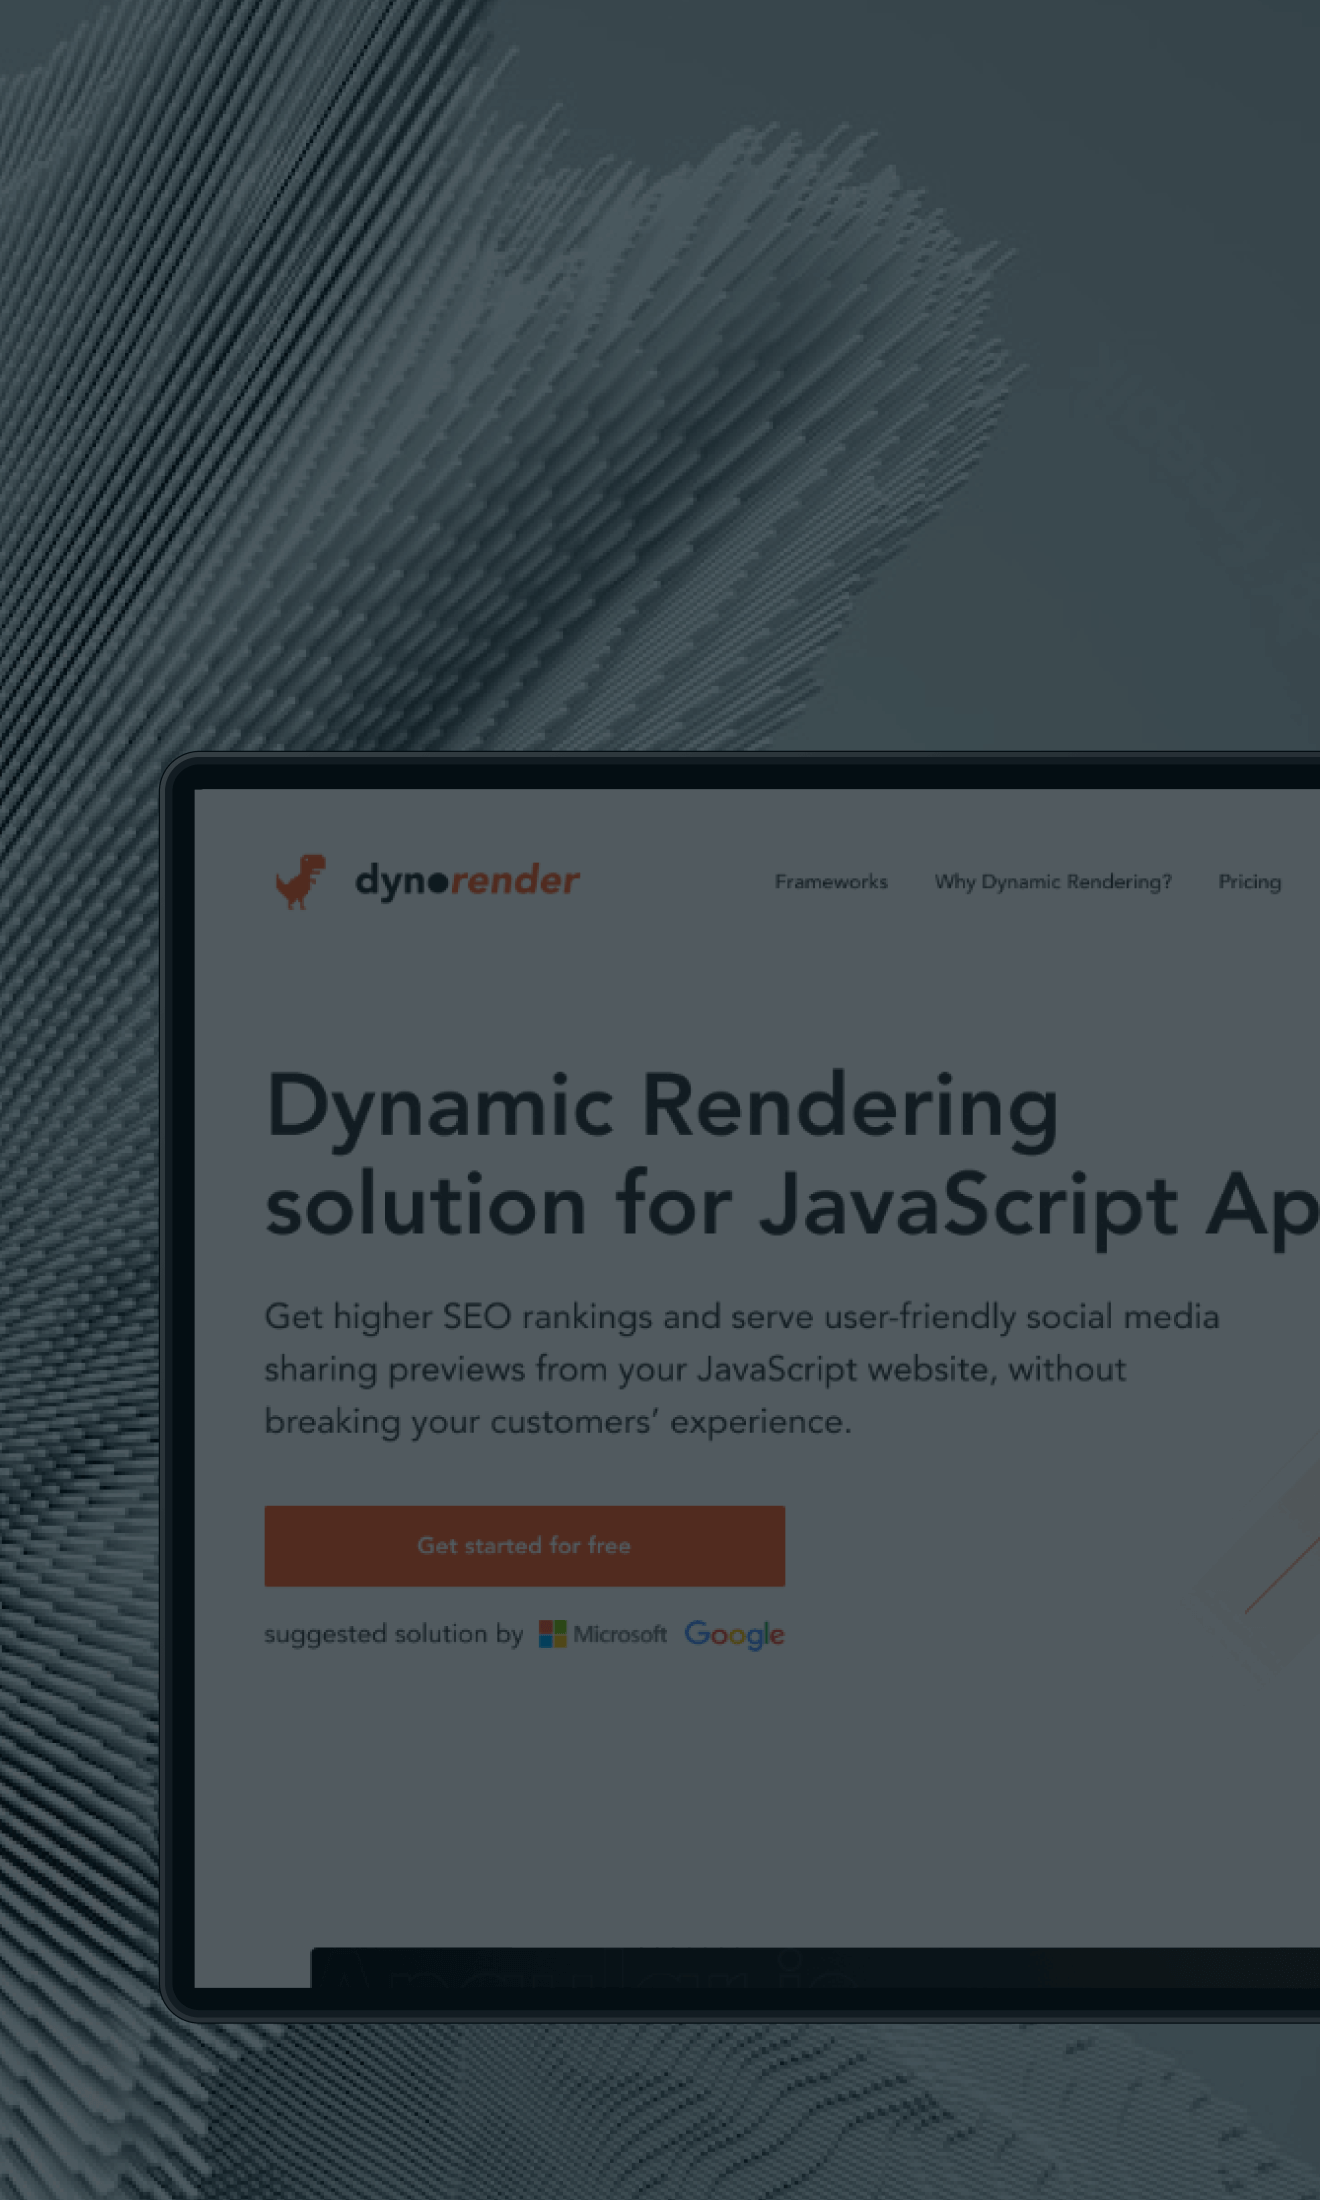 dynorender
Frameworks Why Dynamic Rendering? Pricing
Dynamic Rendering
solution for JavaScript Ap
Get higher SEO rankings and serve user-friendly social media
sharing previews from your JavaScript website, without
breaking your customers’ experience.
Get started for free
suggested solution by Microsoft Google